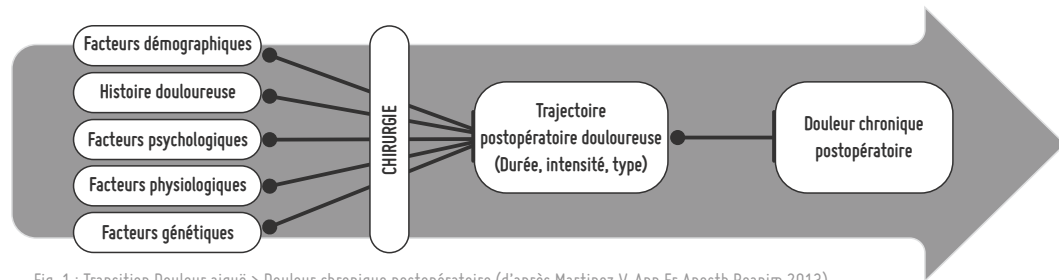 Facteurs démographiques
Histoire douloureuse
Facteurs psychologiques
Facteurs physiologiques
Facteurs génétiques
CHIRURGIE
Trajectoire
postopératoire douloureuse
(Durée, intensité, type)
Douleur chronique
postopératoire
Fig. 1 : Transition Douleur aiguë > Douleur chronique postopératoire (d'après Martinez V. Ann Fr Anesth Reanim 2013)